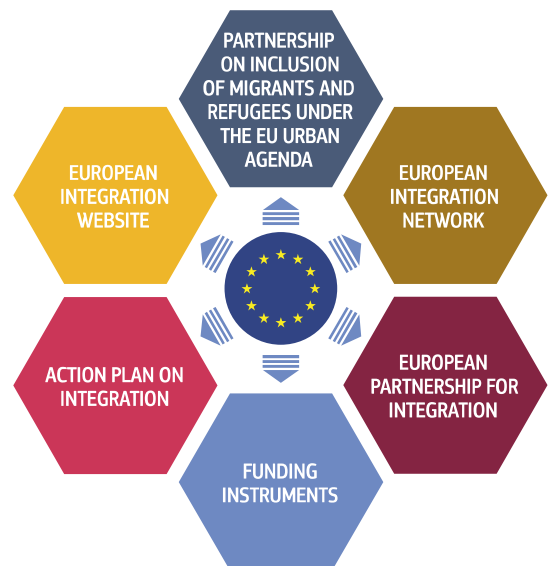 PARTNERSHIP
ON INCLUSION
OF MIGRANTS AND
REFUGEES UNDER
THE EU URBAN
AGENDA
EUROPEAN
INTEGRATION
WEBSITE
EUROPEAN
INTEGRATION
NETWORK
ACTION PLAN ON
INTEGRATION
EUROPEAN
PARTNERSHIP FOR
INTEGRATION
FUNDING
INSTRUMENTS